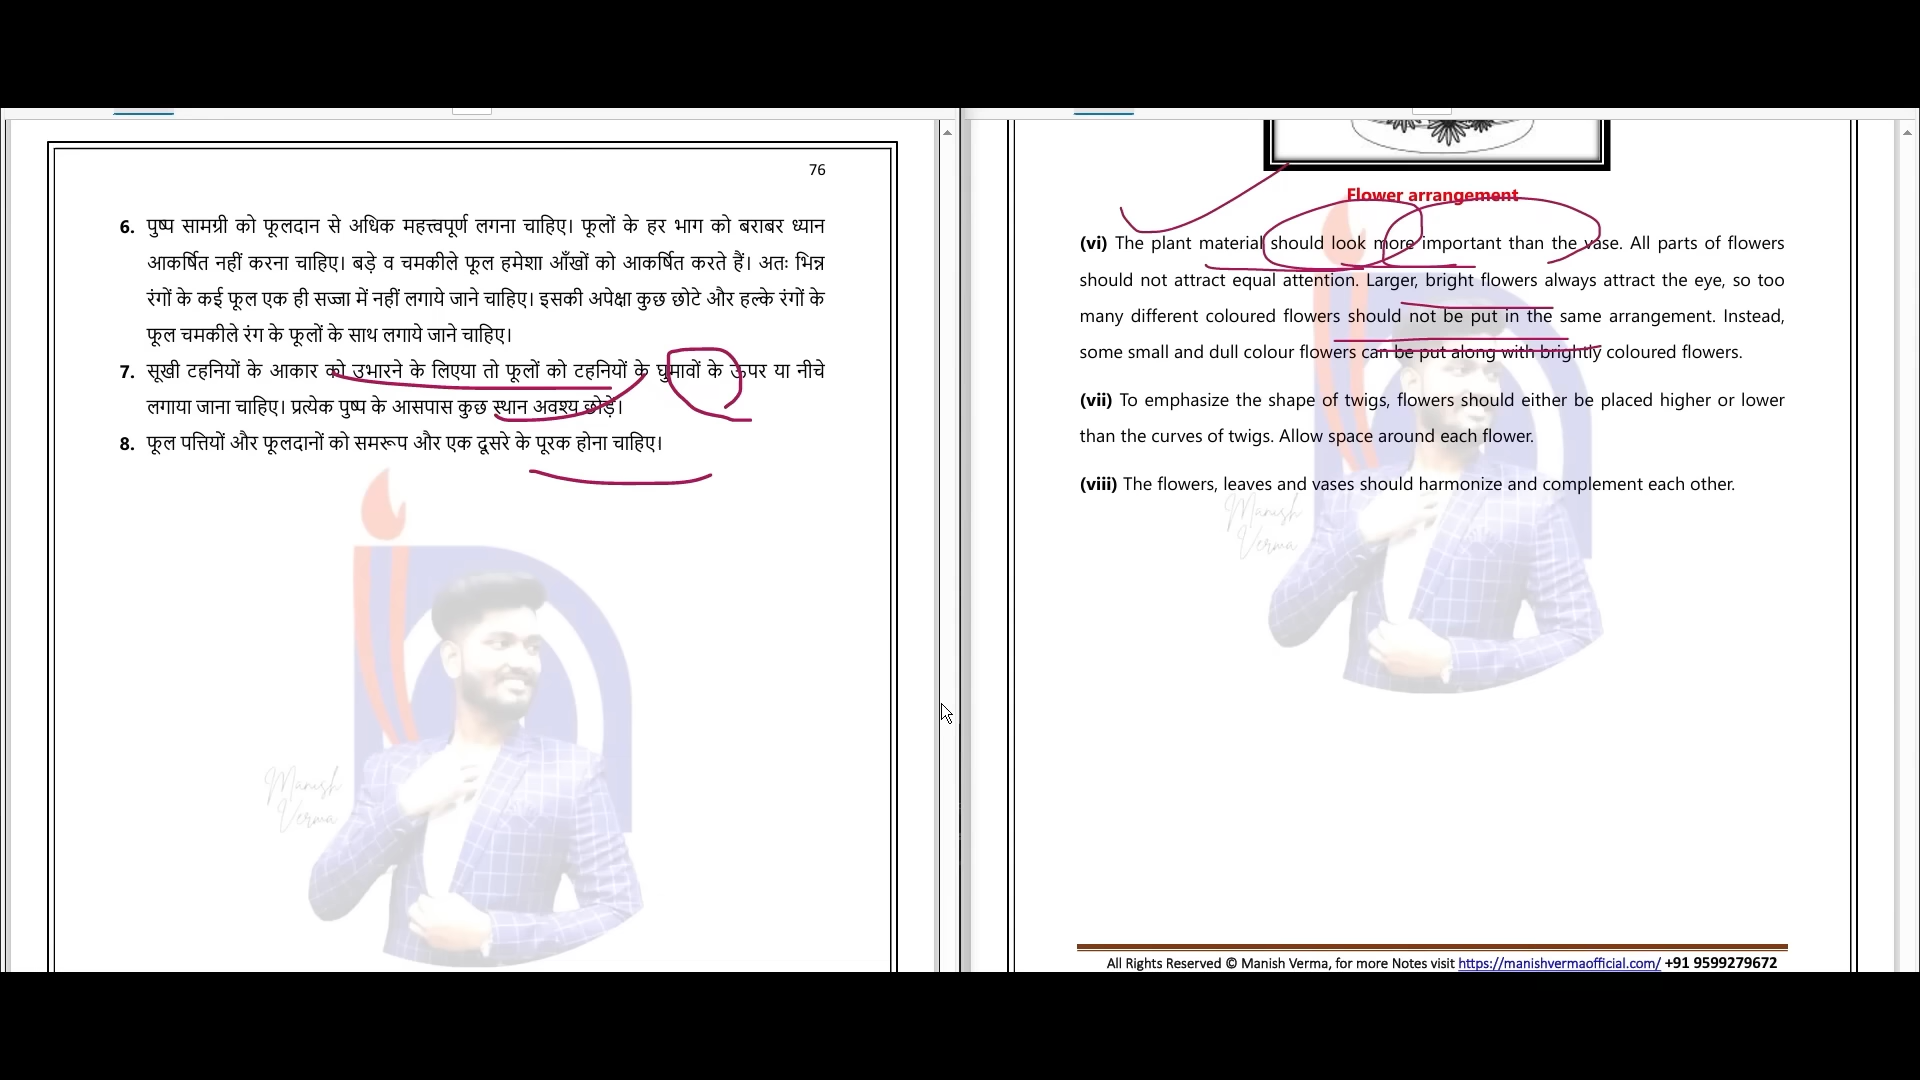 76
6. पुष्प सामग्री को फूलदान से अधिक महत्त्वपूर्ण लगना चाहिए। फूलों के हर भाग को बराबर ध्यान
आकर्षित नहीं करना चाहिए। बड़े व चमकीले फूल हमेशा आँखों को आकर्षित करते हैं। अतः भिन्न
रंगों के कई फूल एक ही सज्जा में नहीं लगाये जाने चाहिए। इसकी अपेक्षा कुछ छोटे और हल्के रंगों के
फूल चमकीले रंग के फूलों के साथ लगाये जाने चाहिए।
7. सूखी टहनियों के आकार को उभारने के लिएया तो फूलों को टहनियों के घुमावों के ऊपर या नीचे
लगाया जाना चाहिए। प्रत्येक पुष्प के आसपास कुछ स्थान अवश्य छोड़ें।
8. फूल पत्तियों और फूलदानों को समरूप और एक दूसरे के पूरक होना चाहिए।
Manish
Verma
Flower arrangement
(vi) The plant material should look more important than the vase. All parts of flowers
should not attract equal attention. Larger, bright flowers always attract the eye, so too
many different coloured flowers should not be put in the same arrangement. Instead,
some small and dull colour flowers can be put along with brightly coloured flowers.
(vii) To emphasize the shape of twigs, flowers should either be placed higher or lower
than the curves of twigs. Allow space around each flower.
(viii) The flowers, leaves and vases should harmonize and complement each other.
Manish
Verma
All Rights Reserved © Manish Verma, for more Notes visit https://manishvermaofficial.com/ +91 9599279672